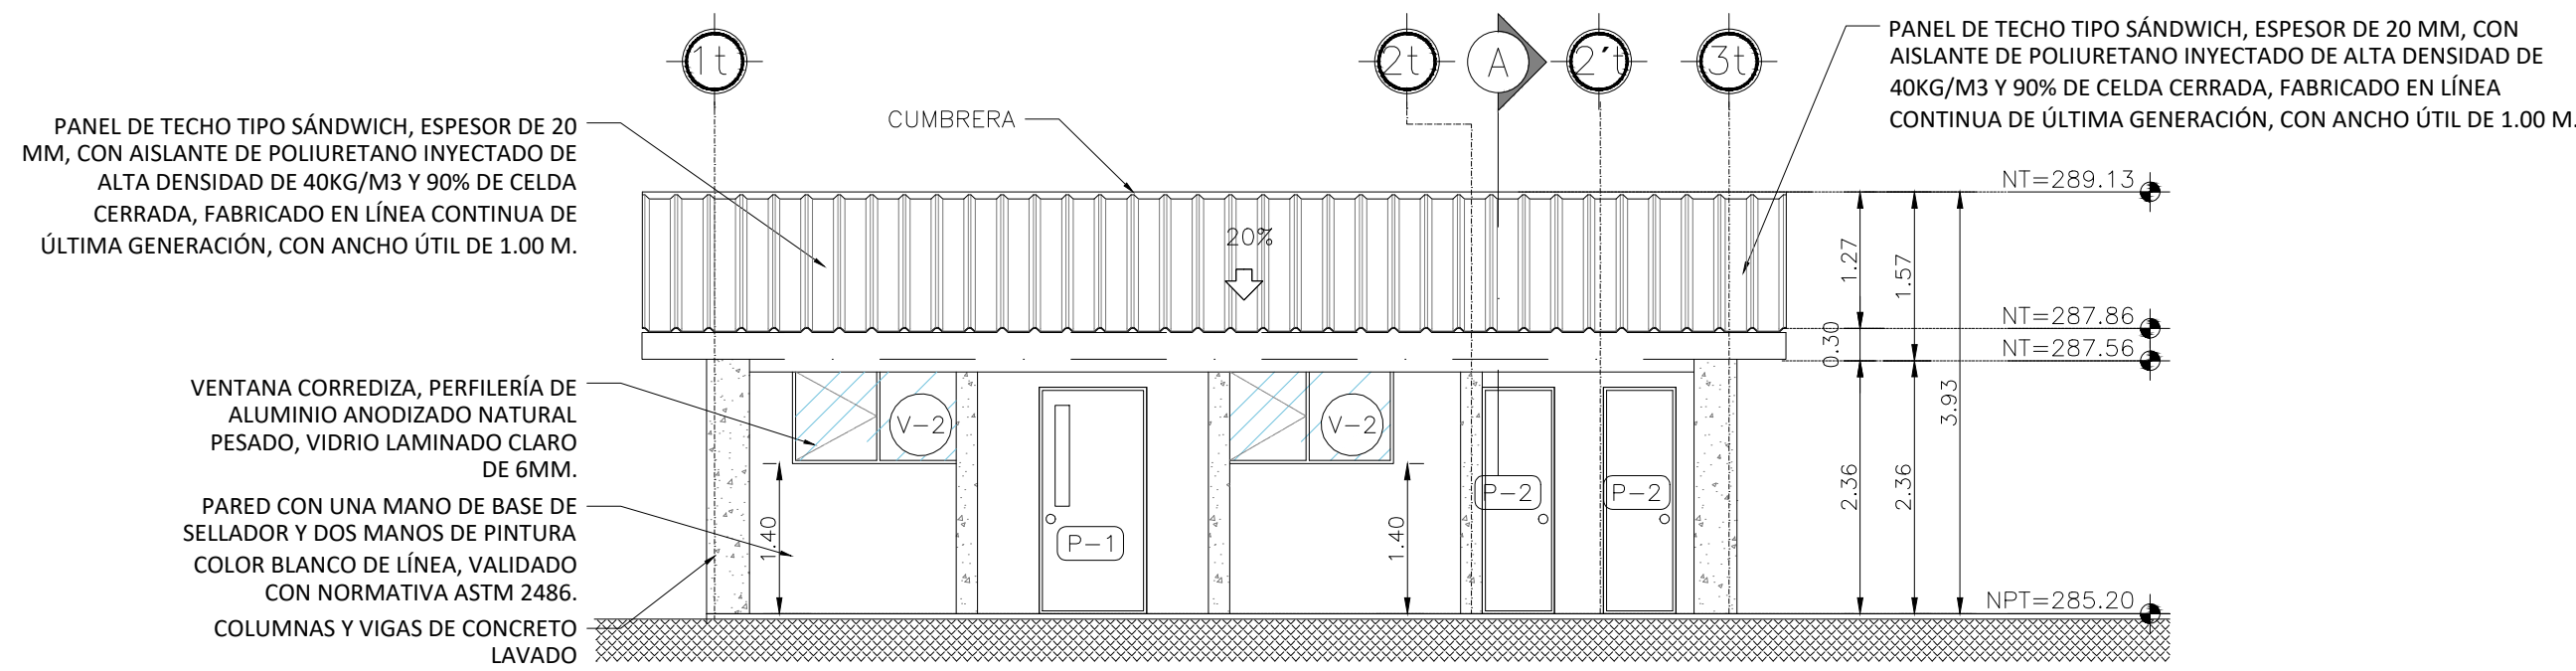 1t
2t
A
2't
3t
PANEL DE TECHO TIPO SÁNDWICH, ESPESOR DE 20 MM, CON
AISLANTE DE POLIURETANO INYECTADO DE ALTA DENSIDAD DE
40KG/M3 Y 90% DE CELDA CERRADA, FABRICADO EN LÍNEA
CONTINUA DE ÚLTIMA GENERACIÓN, CON ANCHO ÚTIL DE 1.00 M.
PANEL DE TECHO TIPO SÁNDWICH, ESPESOR DE 20
MM, CON AISLANTE DE POLIURETANO INYECTADO DE
ALTA DENSIDAD DE 40KG/M3 Y 90% DE CELDA
CERRADA, FABRICADO EN LÍNEA CONTINUA DE
ÚLTIMA GENERACIÓN, CON ANCHO ÚTIL DE 1.00 M.
CUMBRERA
20%
NT=289.13
1.27
1.57
NT=287.86
0.30
NT=287.56
3.93
VENTANA CORREDIZA, PERFILERÍA DE
ALUMINIO ANODIZADO NATURAL
PESADO, VIDRIO LAMINADO CLARO
DE 6MM.
V-2
V-2
PARED CON UNA MANO DE BASE DE
SELLADOR Y DOS MANOS DE PINTURA
COLOR BLANCO DE LÍNEA, VALIDADO
CON NORMATIVA ASTM 2486.
1.40
P-1
1.40
P-2
P-2
2.36
2.36
NPT=285.20
COLUMNAS Y VIGAS DE CONCRETO
LAVADO